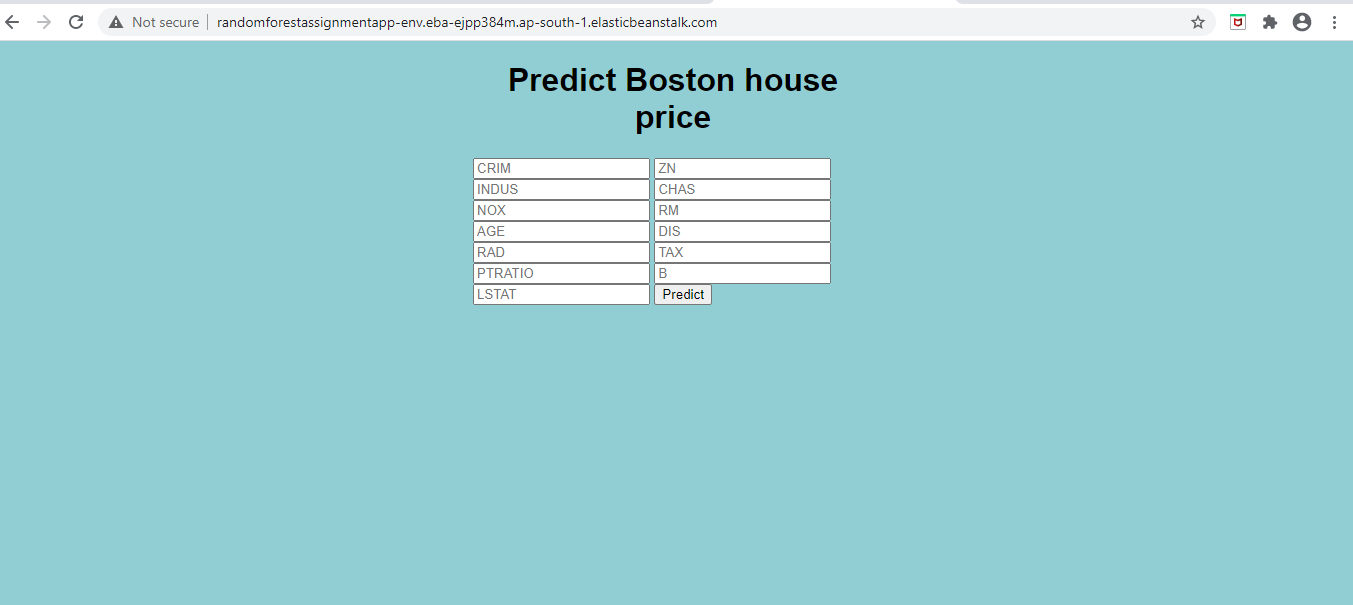 Not secure randomforestassignmentapp-env.eba-ejpp384m.ap-south-1.elasticbeanstalk.com
Predict Boston house
price
CRIM ZN
INDUS CHAS
NOX RM
AGE DIS
RAD TAX
PTRATIO B
LSTAT Predict